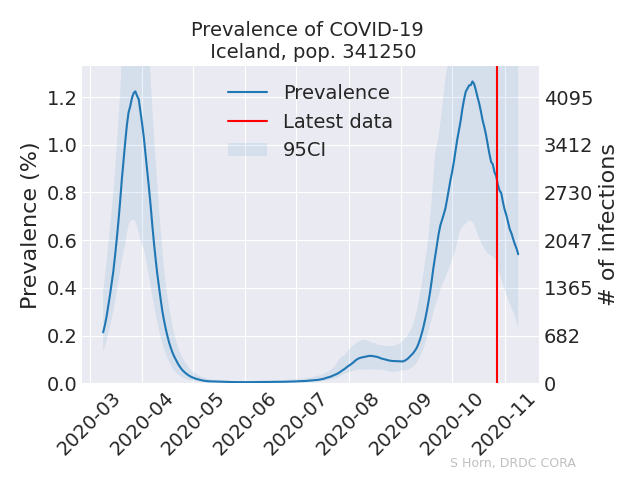 Prevalence of COVID-19
Iceland, pop. 341250
Prevalence
Latest data
95CI
Prevalence (%)
1.2
1.0
0.8
0.6
0.4
0.2
0.0
4095
3412
2730
2047
1365
682
0
# of infections
2020-03
2020-04
2020-05
2020-06
2020-07
2020-08
2020-09
2020-10
2020-11
S Horn, DRDC CORA